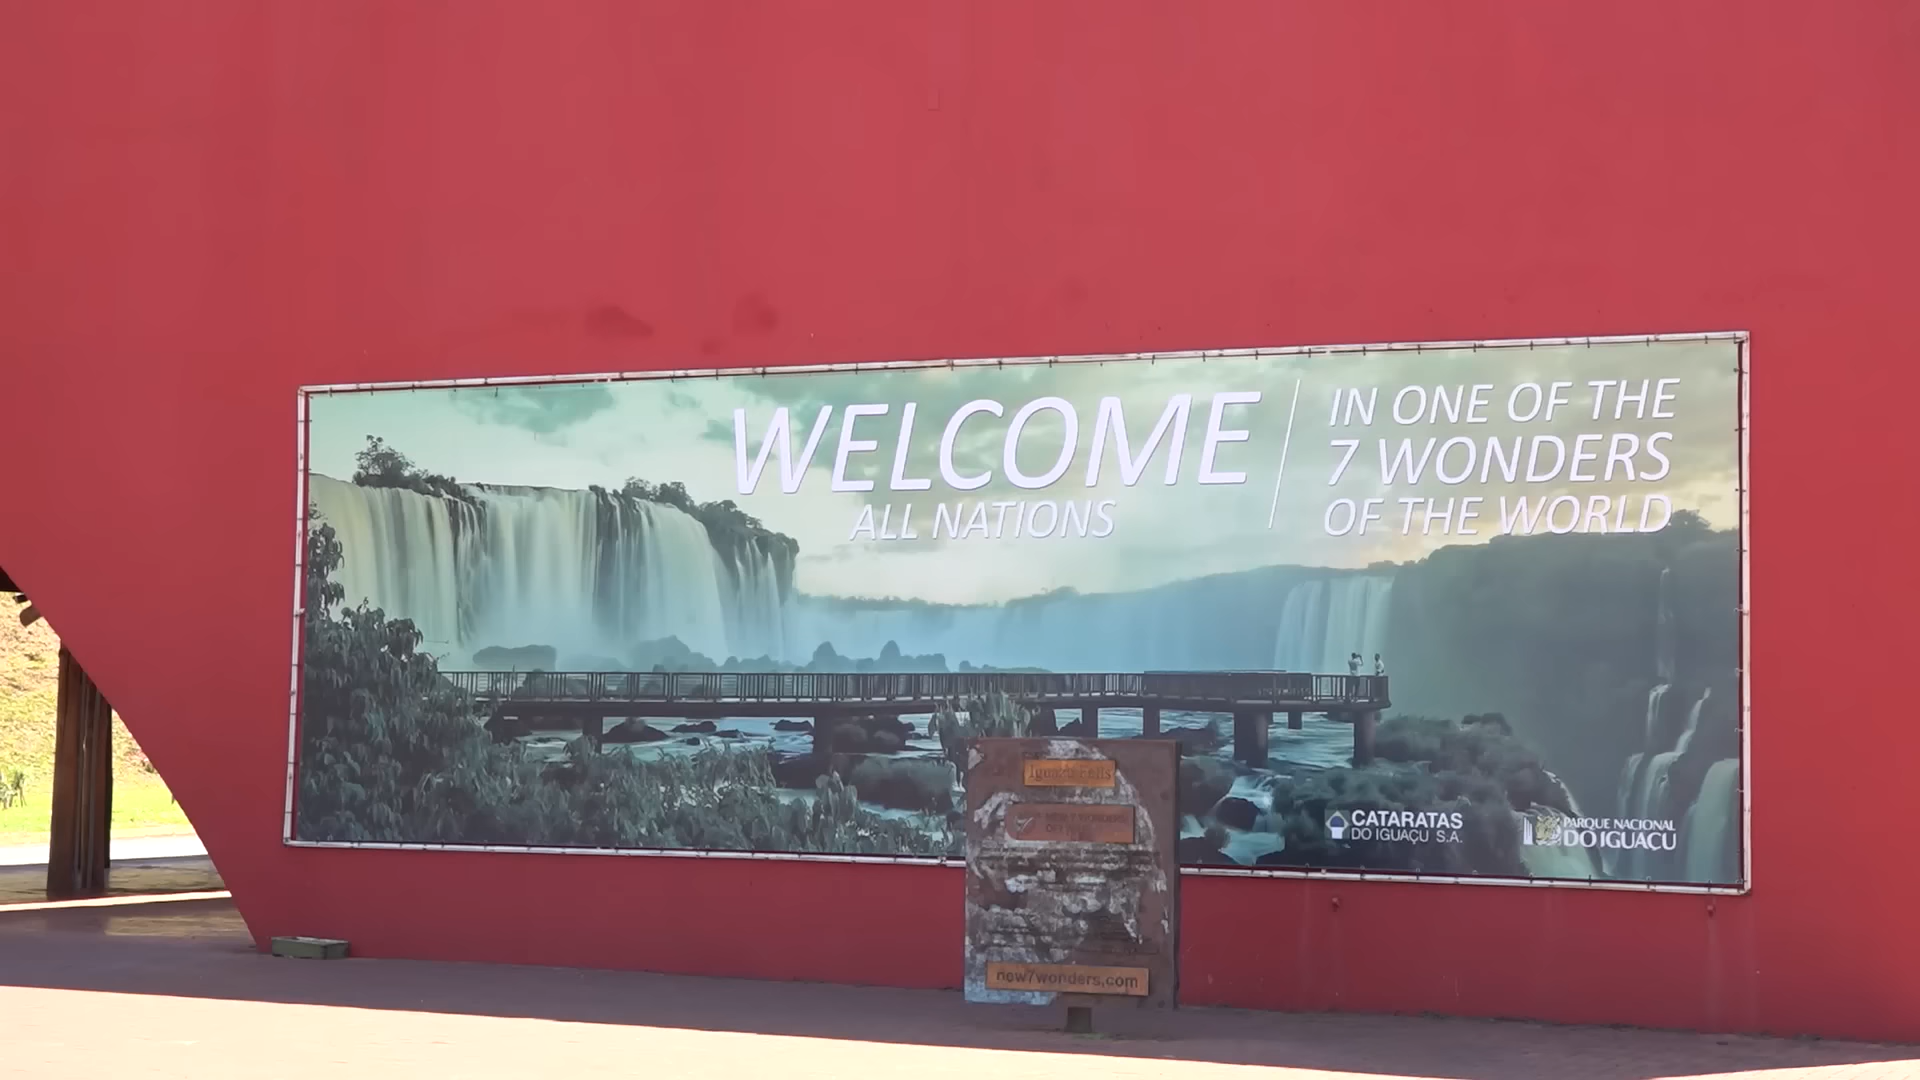 WELCOME
ALL NATIONS
IN ONE OF THE
7 WONDERS
OF THE WORLD
CATARATAS
DO IGUAÇU S.A.
PARQUE NACIONAL
DO IGUAÇU
Iguazu Falls
new7wonders.com